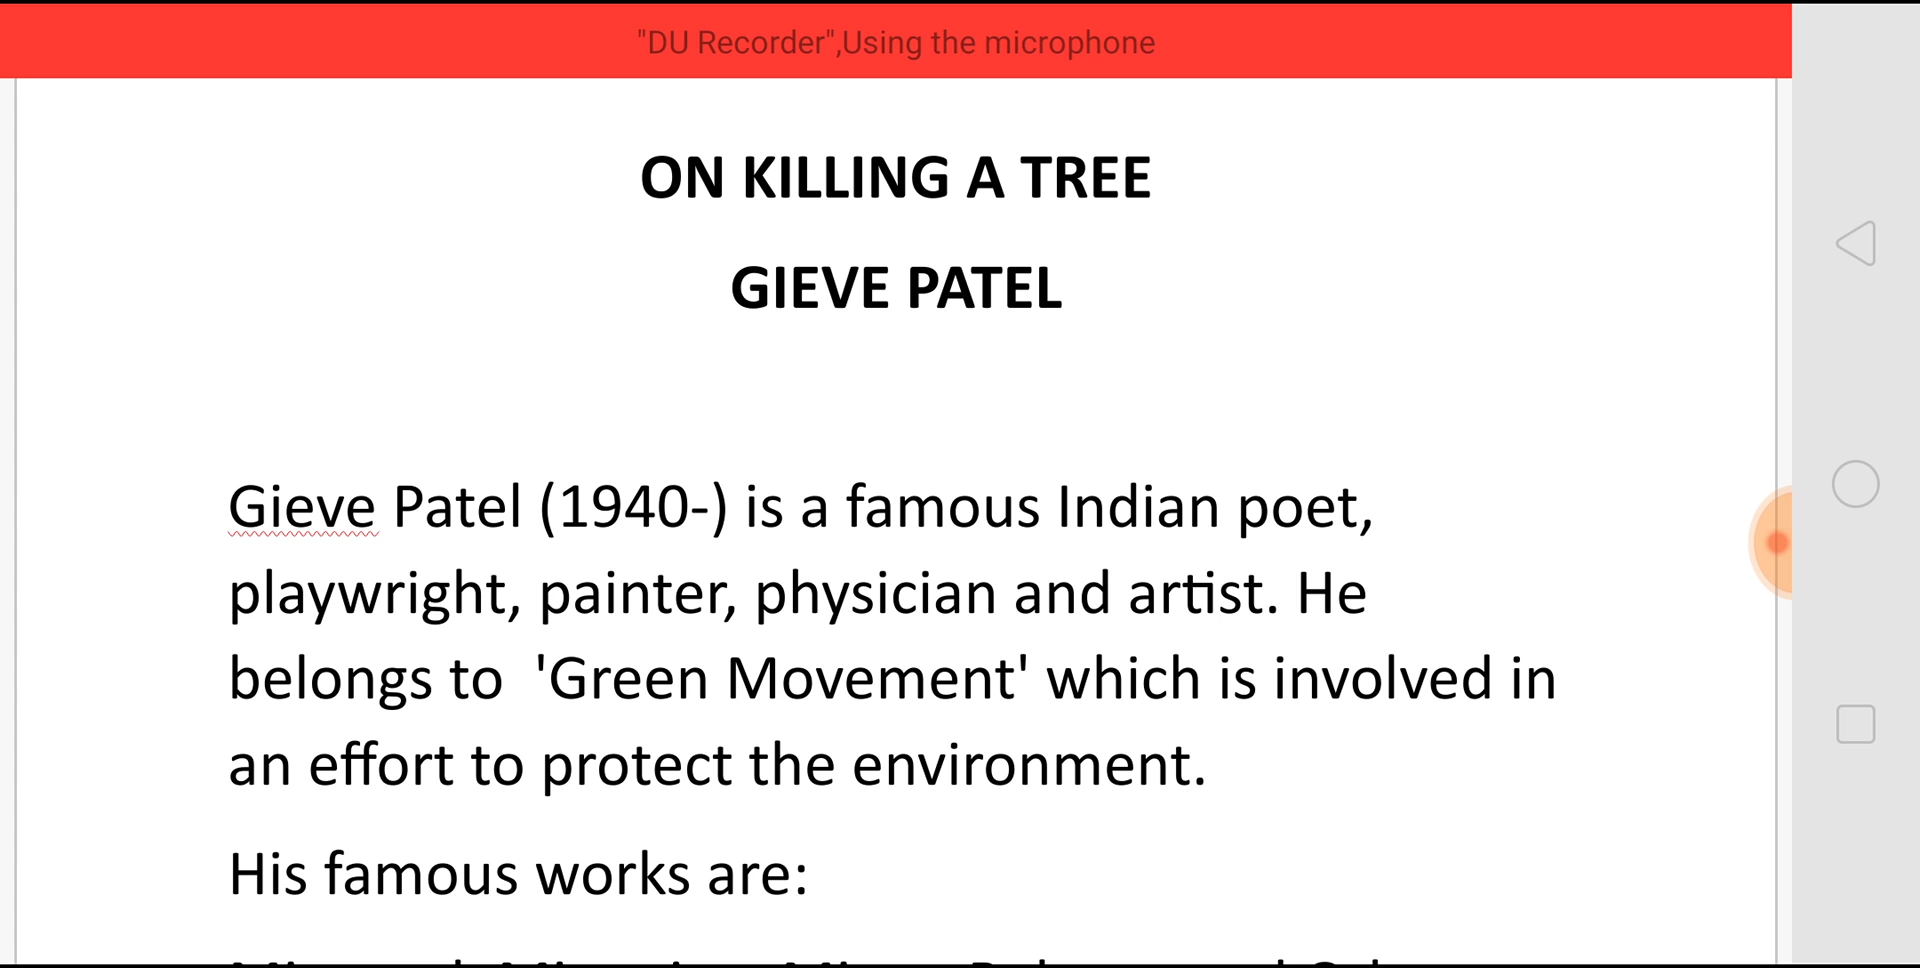 "DU Recorder",Using the microphone
ON KILLING A TREE
GIEVE PATEL
Gieve Patel (1940-) is a famous Indian poet,
playwright, painter, physician and artist. He
belongs to  'Green Movement' which is involved in
an effort to protect the environment.
His famous works are: